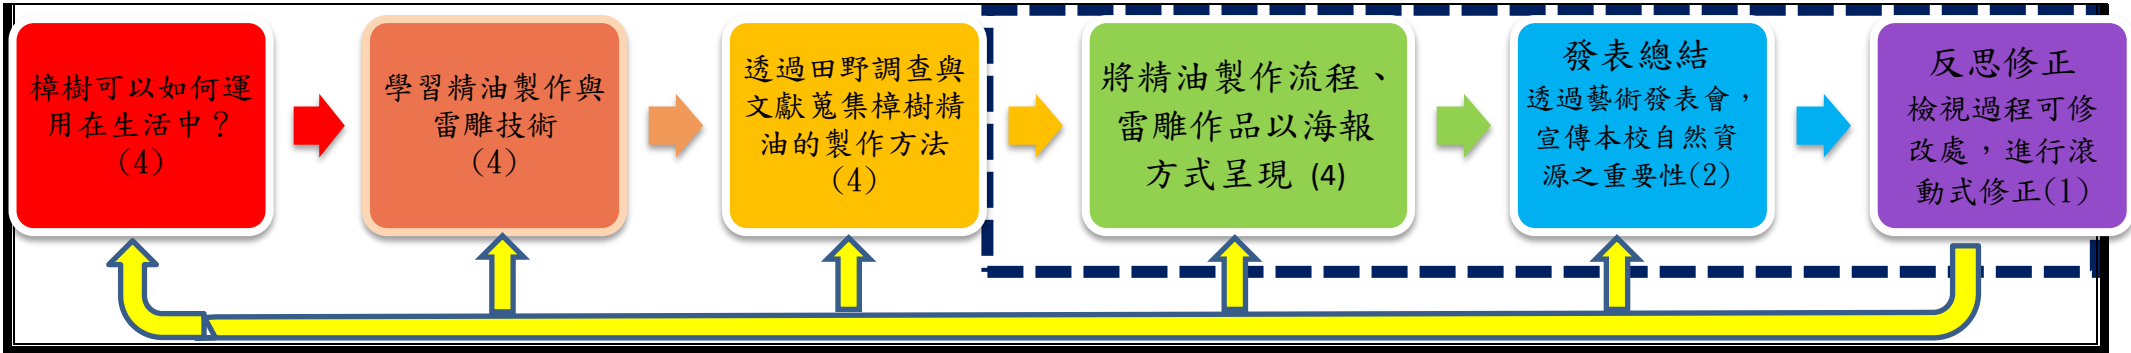 樟樹可以如何運
用在生活中？
(4)
學習精油製作與
雷雕技術
(4)
透過田野調查與
文獻蒐集樟樹精
油的製作方法
(4)
將精油製作流程、
雷雕作品以海報
方式呈現 (4)
發表總結
透過藝術發表會，
宣傳本校自然資
源之重要性(2)
反思修正
檢視過程可修
改處，進行滾
動式修正(1)